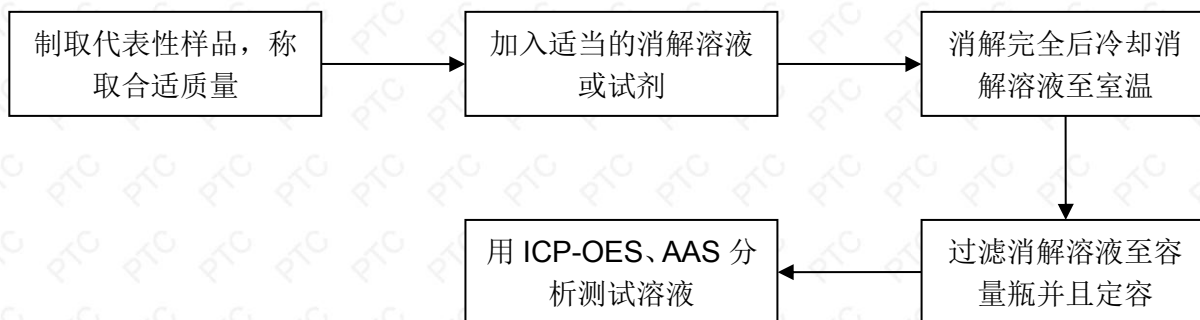 制取代表性样品，称
取合适质量
加入适当的消解溶液
或试剂
消解完全后冷却消
解溶液至室温
过滤消解溶液至容
量瓶并且定容
用 ICP-OES、AAS 分
析测试溶液
PTC